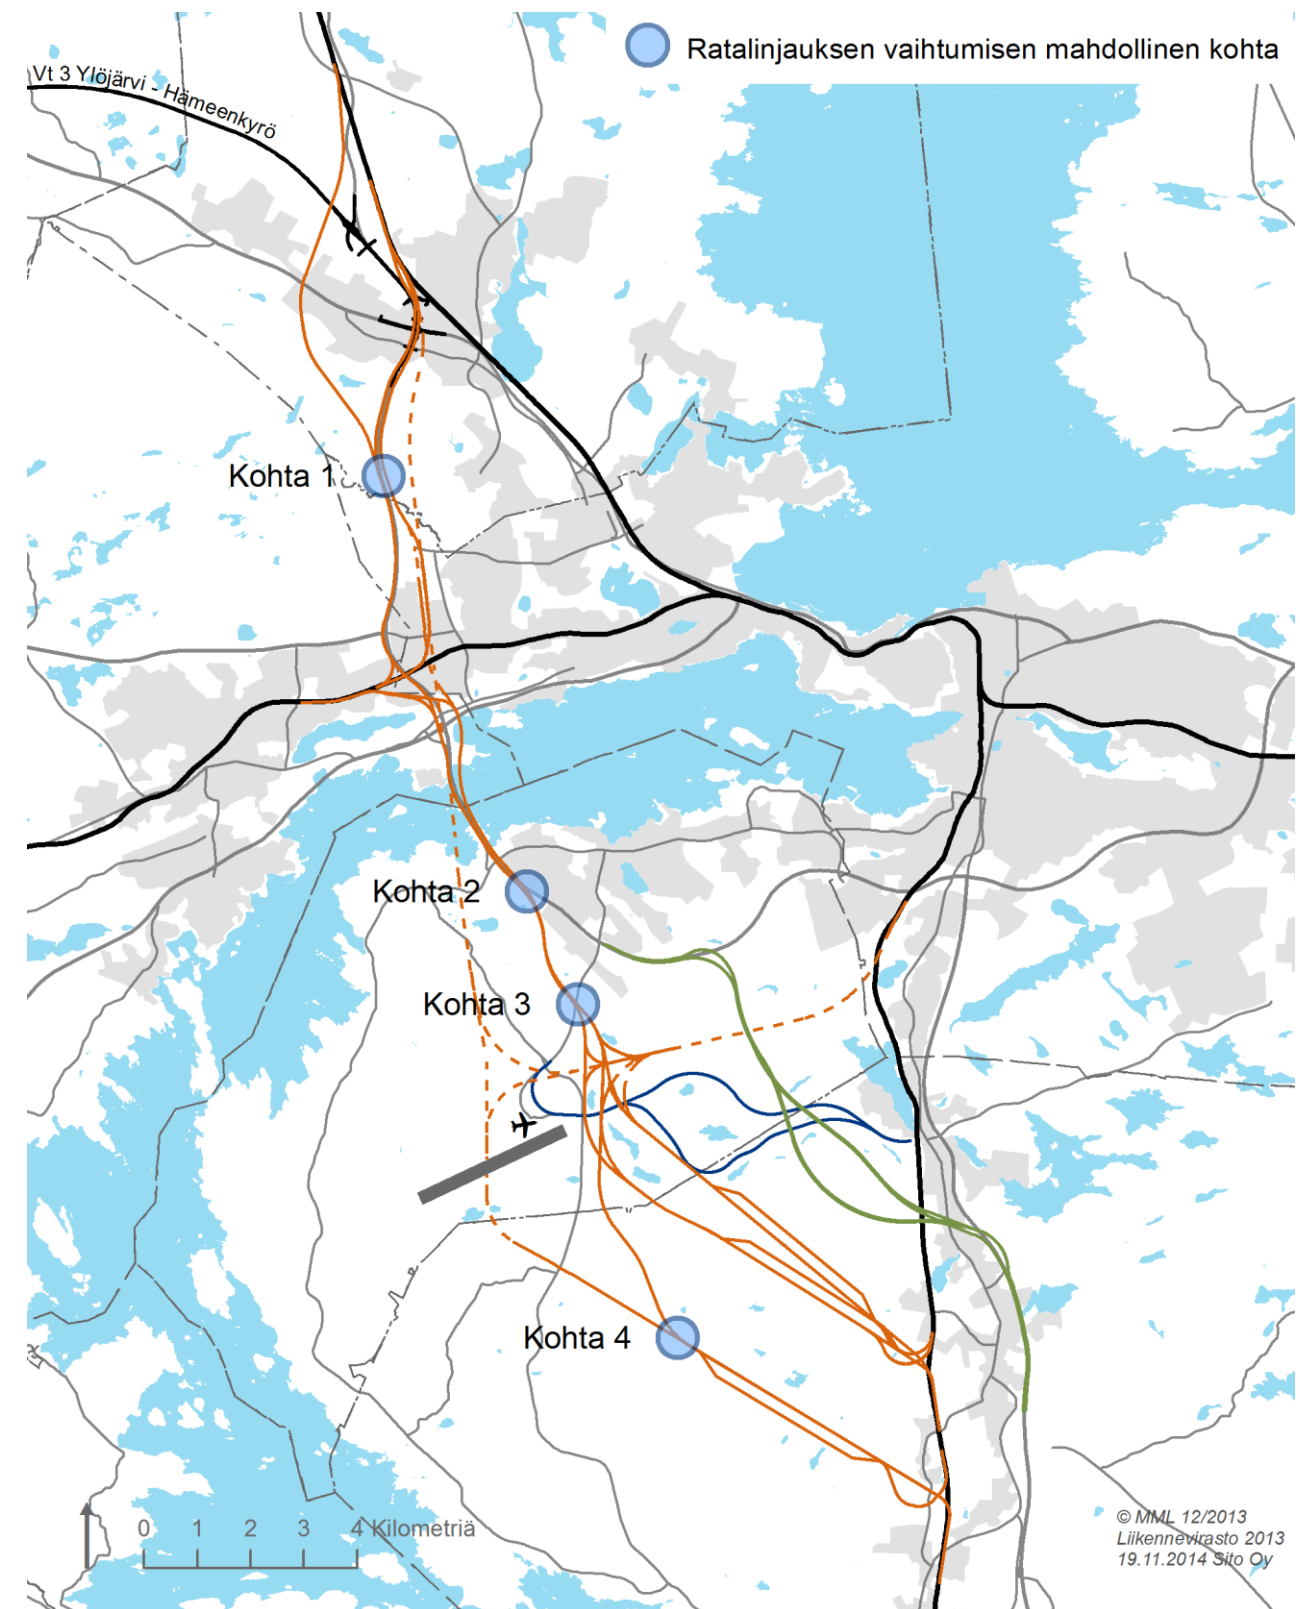 Ratalinjauksen vaihtumisen mahdollinen kohta
Vt 3 Ylöjärvi - Hämeenkyrö
Kohta 1
Kohta 2
Kohta 3
Kohta 4
0 1 2 3 4 Kilometriä
© MML 12/2013
Liikennevirasto 2013
19.11.2014 Sito Oy